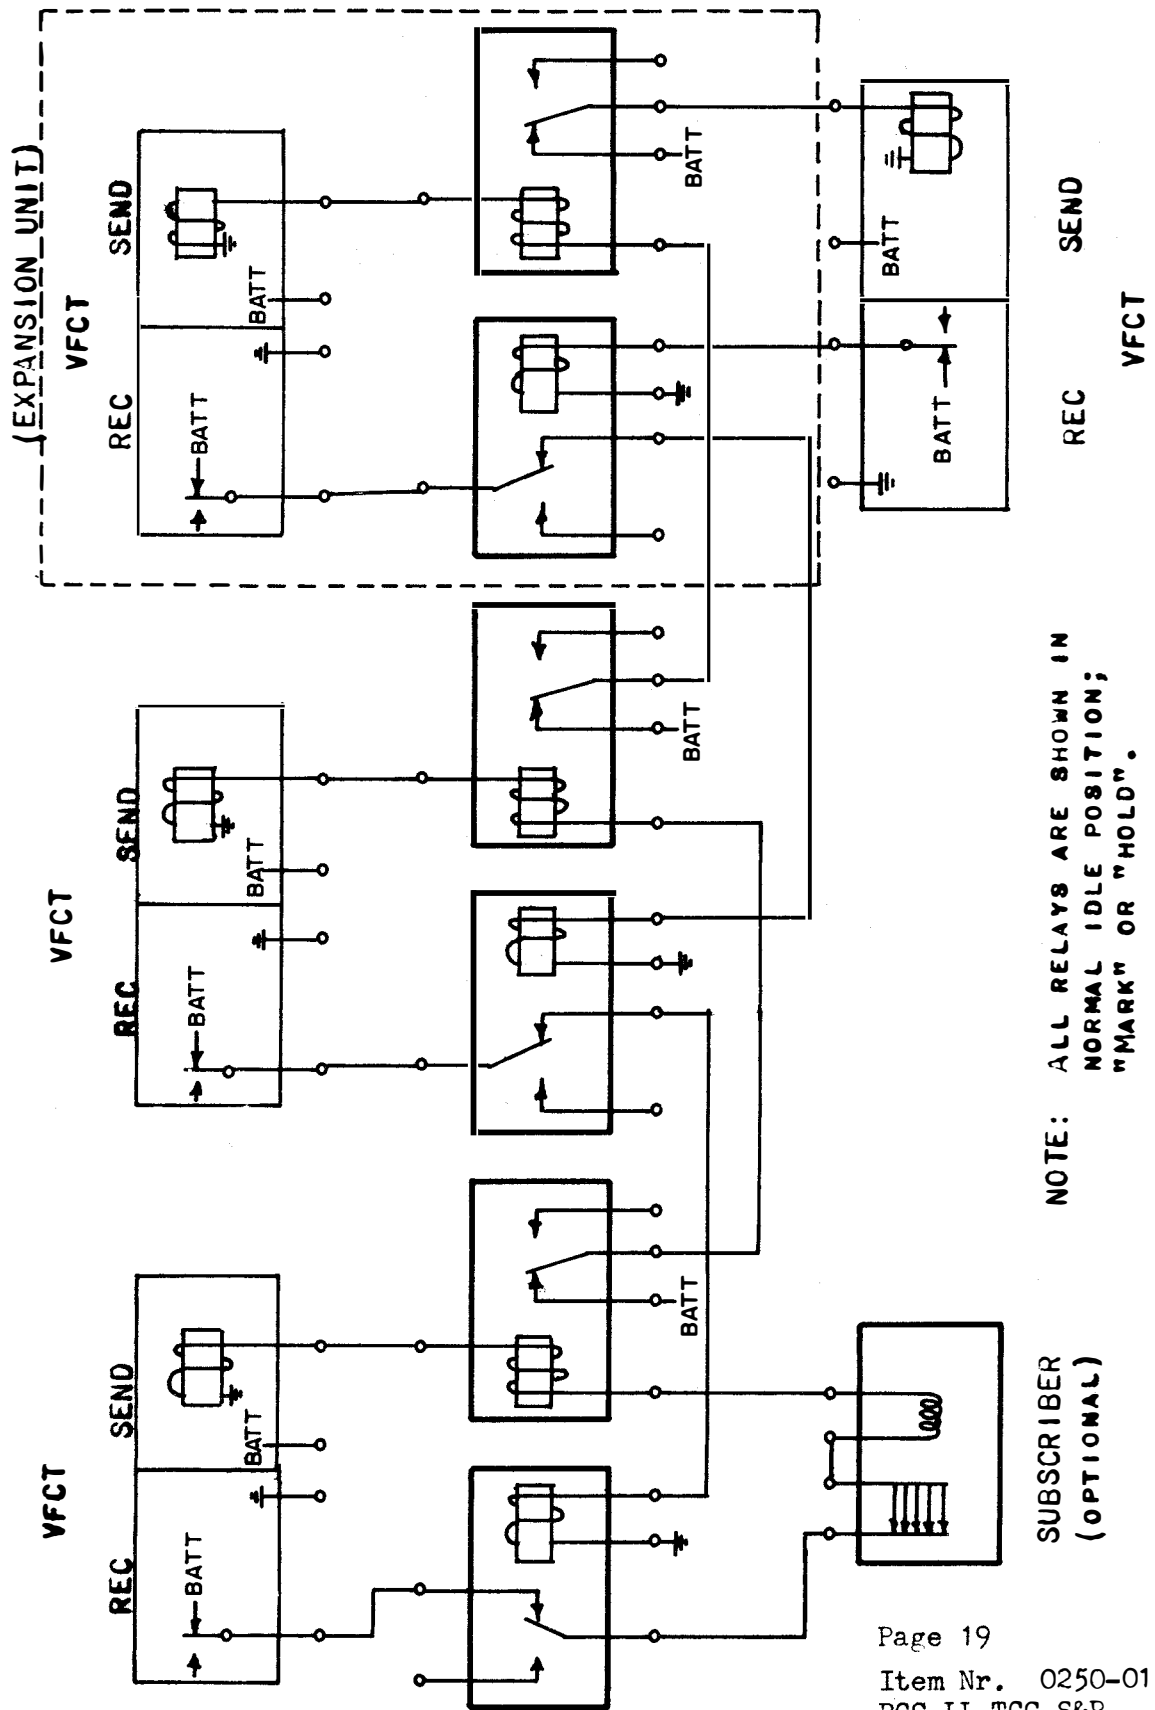 (EXPANSION UNIT)
VFCT
VFCT
VFCT
REC SEND
REC SEND
REC SEND
BATT
BATT
BATT
BATT
BATT
BATT
BATT
BATT
BATT
BATT
BATT
SUBSCRIBER
(OPTIONAL)
REC SEND
VFCT
NOTE: ALL RELAYS ARE SHOWN IN
NORMAL IDLE POSITION;
"MARK" OR "HOLD".
Page 19
Item Nr. 0250-01
II TCC S&P